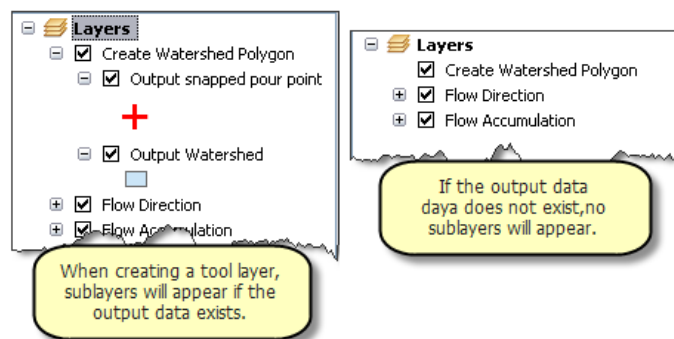 Layers
Create Watershed Polygon
Output snapped pour point
Output Watershed
Flow Direction
Flow Accumulation
When creating a tool layer,
sublayers will appear if the
output data exists.
Layers
Create Watershed Polygon
Flow Direction
Flow Accumulation
If the output data
daya does not exist,no
sublayers will appear.